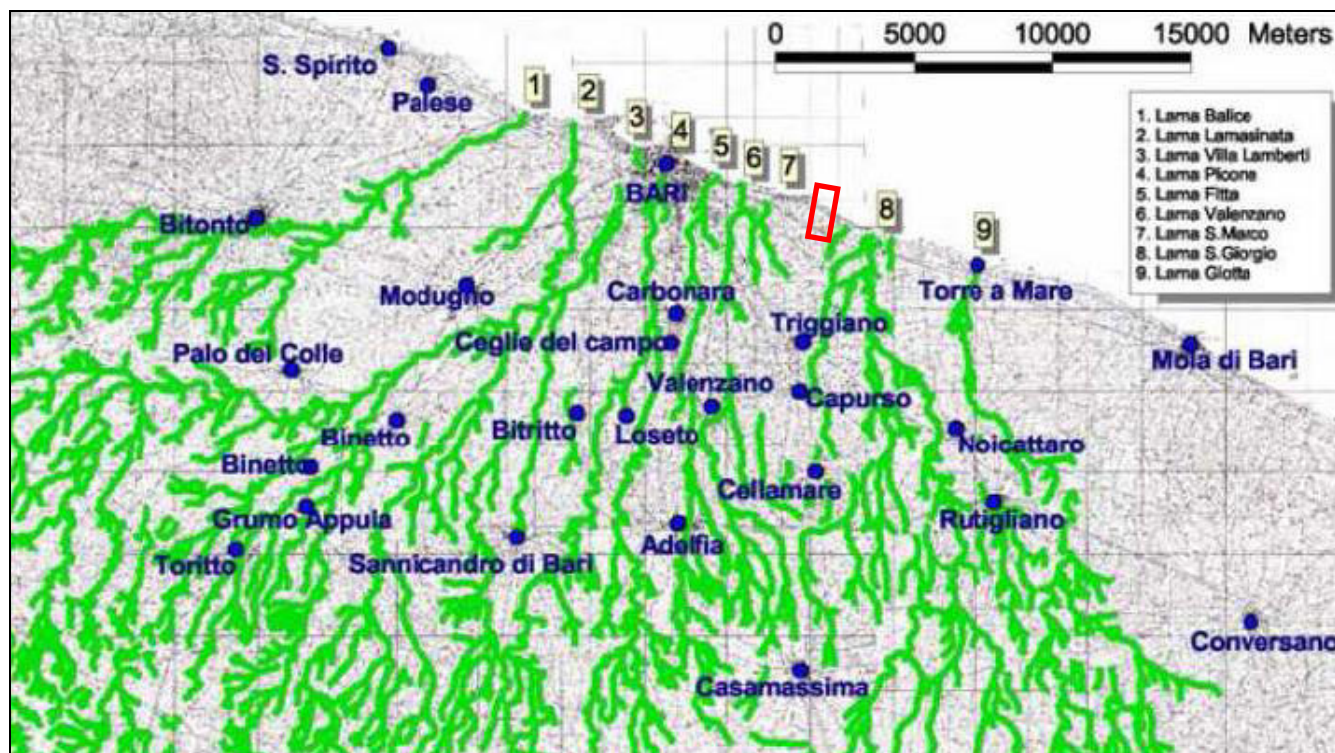 0 5000 10000 15000 Meters
S. Spirito
Palese
1
2
3
4
5
6
7
8
9
1. Lama Balice
2. Lama Lamasinata
3. Lama Villa Lamberti
4. Lama Picone
5. Lama Fitta
6. Lama Valenzano
7. Lama S.Marco
8. Lama S.Giorgio
9. Lama Giotta
BARI
Bitonto
Modugno
Carbonara
Torre a Mare
Triggiano
Ceglie del campo
Palo del Colle
Mola di Bari
Valenzano
Capurso
Binetto
Bitritto
Loseto
Noicattaro
Binetto
Cellamare
Grumo Appula
Rutigliano
Toritto
Sannicandro di Bari
Adelfia
Conversano
Casamassima